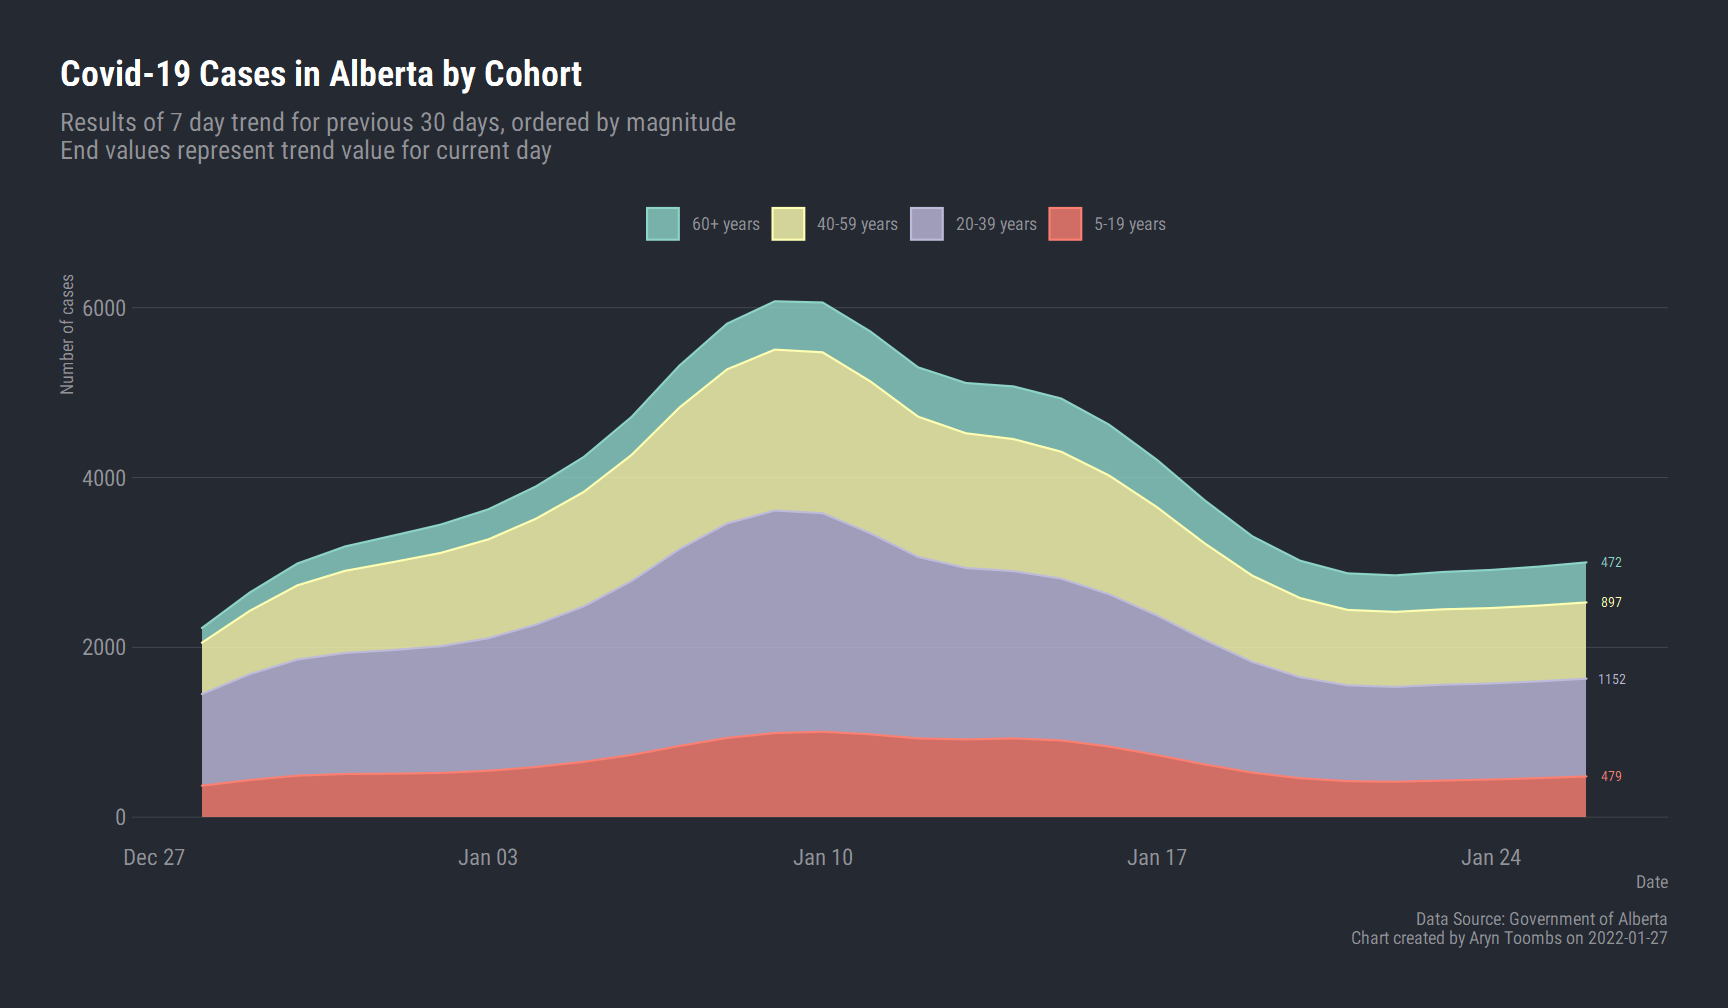 Covid-19 Cases in Alberta by Cohort
Results of 7 day trend for previous 30 days, ordered by magnitude
End values represent trend value for current day
60+ years 40-59 years 20-39 years 5-19 years
Number of cases
6000
4000
2000
0
472
897
1152
479
Dec 27 Jan 03 Jan 10 Jan 17 Jan 24
Date
Data Source: Government of Alberta
Chart created by Aryn Toombs on 2022-01-27